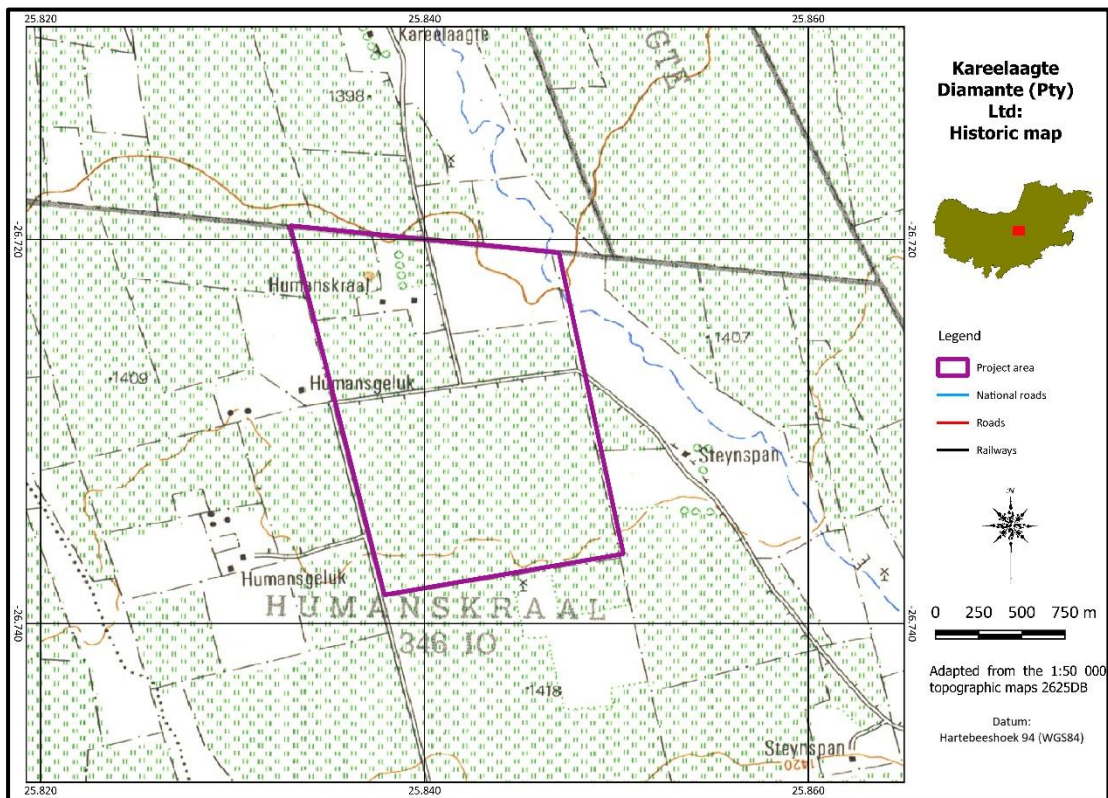 25.820
25.840
25.860
Kareelaagte
GTE
1398
-26.720
-26.720
Humanskraal
1407
1409
Humansgeluk
Steynspan
Humansgeluk
HUMANSKRAAL
346 IO
-26.740
-26.740
1418
Steynspan
1420
25.820
25.840
25.860
Kareelaagte
Diamante (Pty)
Ltd:
Historic map
Legend
Project area
National roads
Roads
Railways
N
0 250 500 750 m
Adapted from the 1:50 000
topographic maps 2625DB
Datum:
Hartebeeshoek 94 (WGS84)